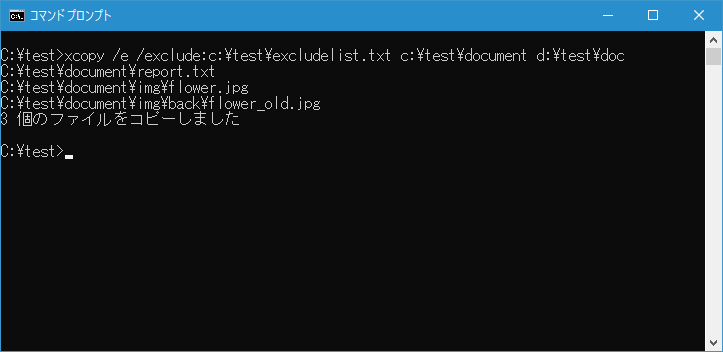 コマンドプロンプト
C:¥test>xcopy /e /exclude:c:¥test¥excludelist.txt c:¥test¥document d:¥test¥doc
C:¥test¥document¥report.txt
C:¥test¥document¥img¥flower.jpg
C:¥test¥document¥img¥back¥flower_old.jpg
3 個のファイルをコピーしました
C:¥test>